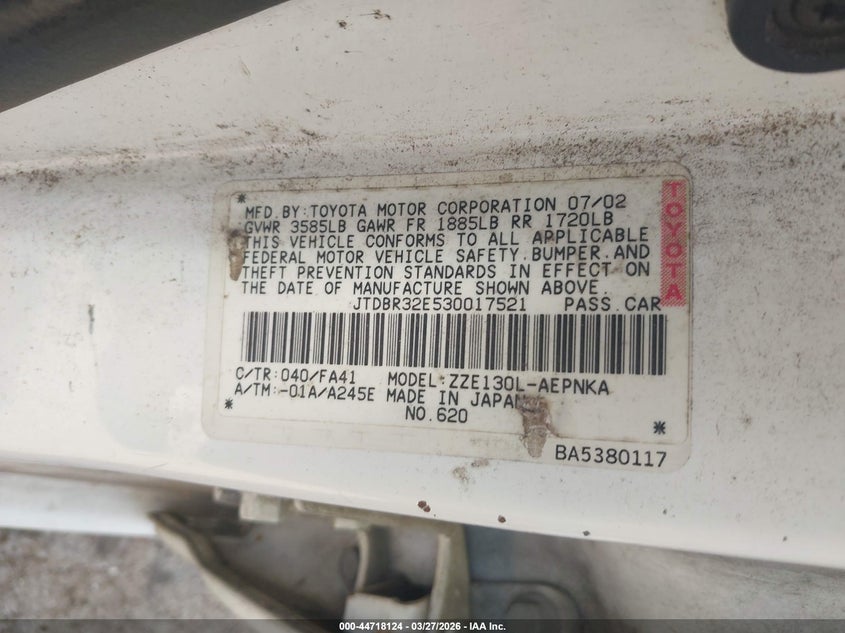 MFD.BY:TOYOTA MOTOR CORPORATION 07/02
GVWR 3585LB GAWR FR 1885LB RR 1720LB
THIS VEHICLE CONFORMS TO ALL APPLICABLE
FEDERAL MOTOR VEHICLE SAFETY,BUMPER,AND
THEFT PREVENTION STANDARDS IN EFFECT ON
THE DATE OF MANUFACTURE SHOWN ABOVE.
JTDBR32E530017521 PASS.CAR
TOYOTA
C/TR:040/FA41 MODEL:ZZE130L-AEPNKA
A/TM:-01A/A245E MADE IN JAPAN
NO.620
BA5380117
000-44718124 | 03/27/2026 - IAA Inc.